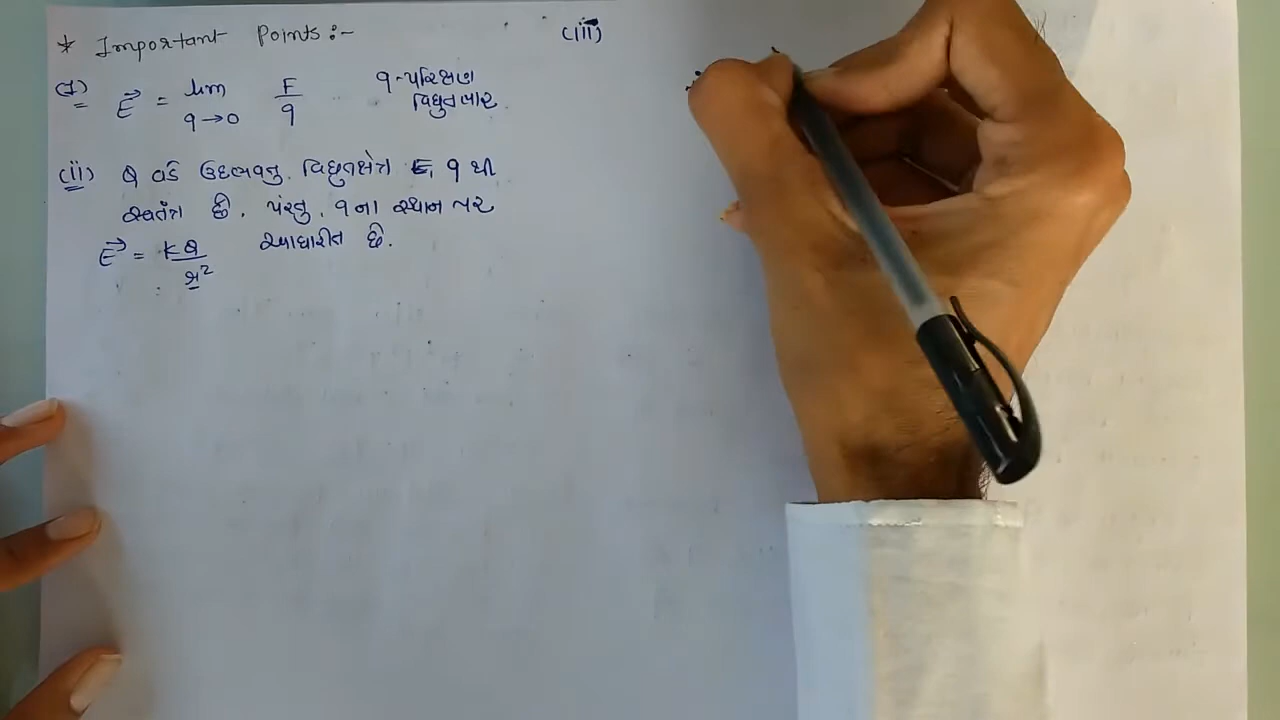 * Important Points :-
(i) E⃗ = lim q→0 F/q
q-પરિક્ષણ વિધુતભાર.
(ii) Q વડે ઉદભવતુ વિધુતક્ષેત્ર E, q થી
સ્વતંત્ર છે. પરંતુ, q ના સ્થાન પર
E⃗ = kQ/r² આધારીત છે.
(iii)